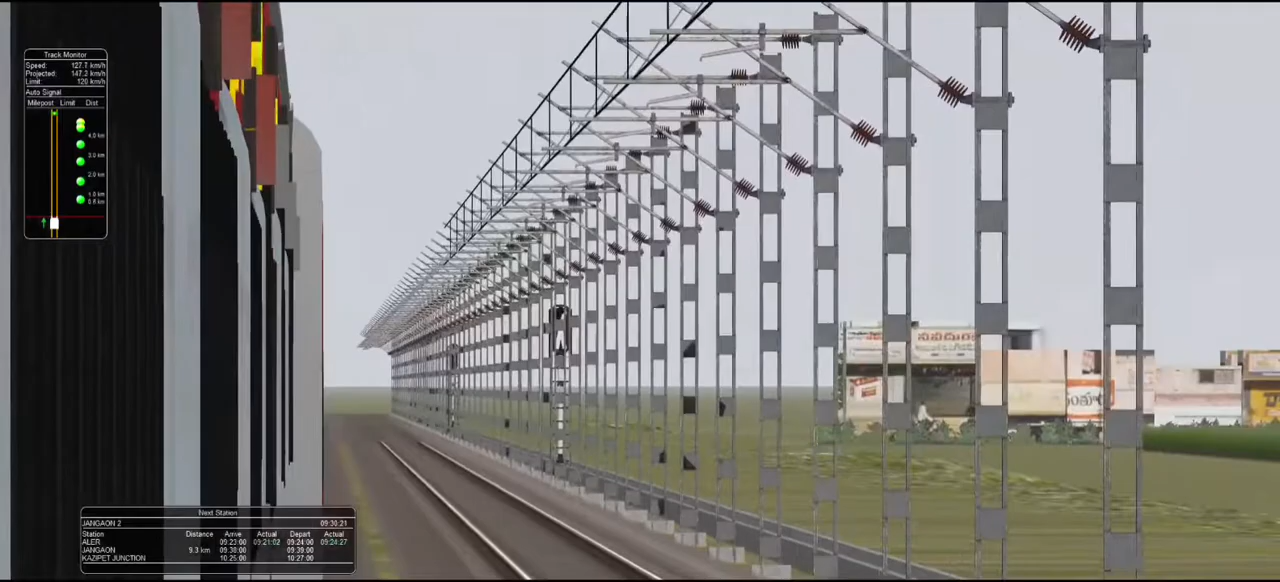 Track Monitor
Speed: 127.7 km/h
Projected: 147.2 km/h
Limit: 120 km/h
Auto Signal
Milepost Limit Dist
4.0 km
3.0 km
2.0 km
1.0 km
0.6 km
Next Station
JANGAON 2 09:30:21
Station Distance Arrive Actual Depart Actual
ALER 09:23:00 09:21:02 09:24:00 09:24:27
JANGAON 9.3 km 09:38:00 09:39:00
KAZIPET JUNCTION 10:25:00 10:27:00